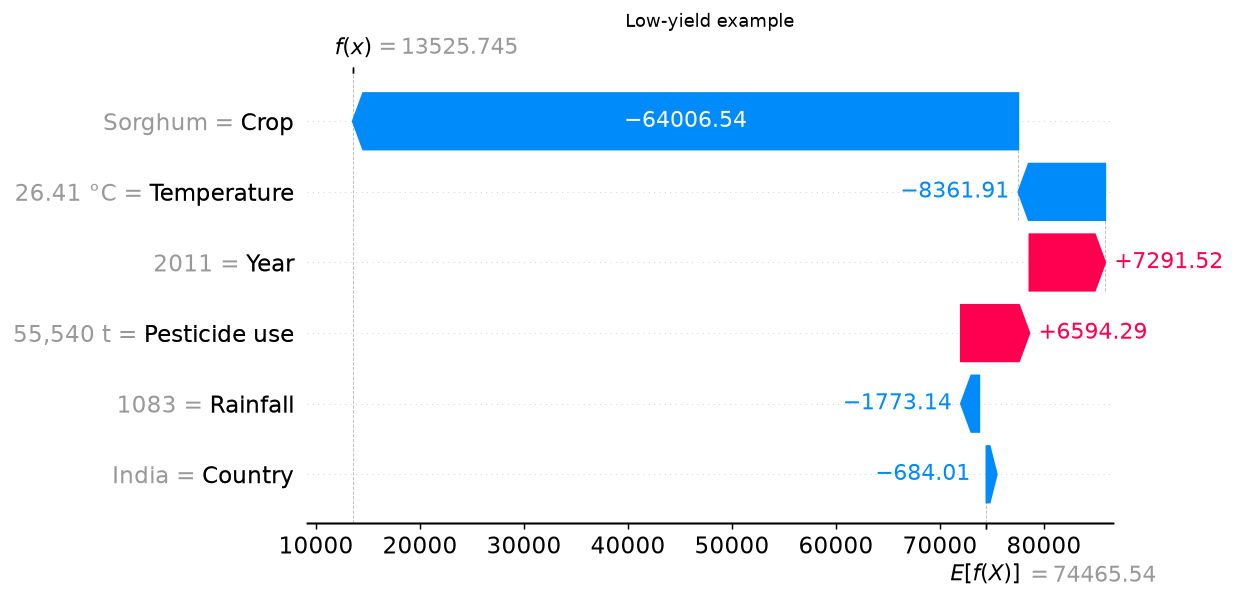 Low-yield example
f(x) = 13525.745
Sorghum = Crop
−64006.54
26.41 °C = Temperature
−8361.91
2011 = Year
+7291.52
55,540 t = Pesticide use
+6594.29
1083 = Rainfall
−1773.14
India = Country
−684.01
10000 20000 30000 40000 50000 60000 70000 80000
E[f(X)] = 74465.54